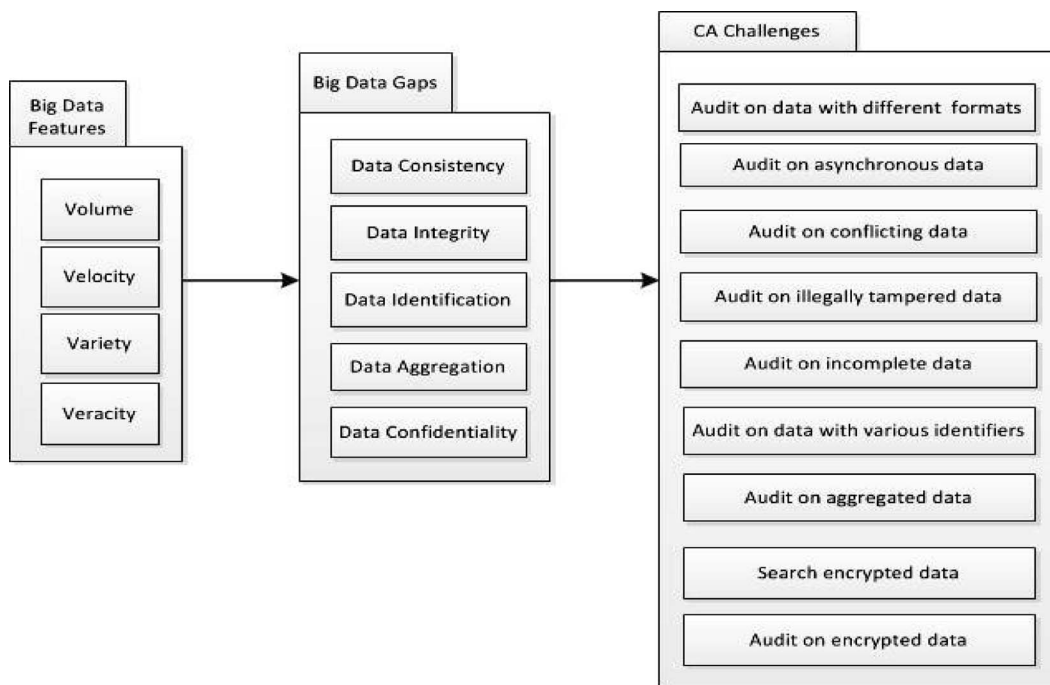 Big Data
Features
Volume
Velocity
Variety
Veracity
Big Data Gaps
Data Consistency
Data Integrity
Data Identification
Data Aggregation
Data Confidentiality
CA Challenges
Audit on data with different formats
Audit on asynchronous data
Audit on conflicting data
Audit on illegally tampered data
Audit on incomplete data
Audit on data with various identifiers
Audit on aggregated data
Search encrypted data
Audit on encrypted data